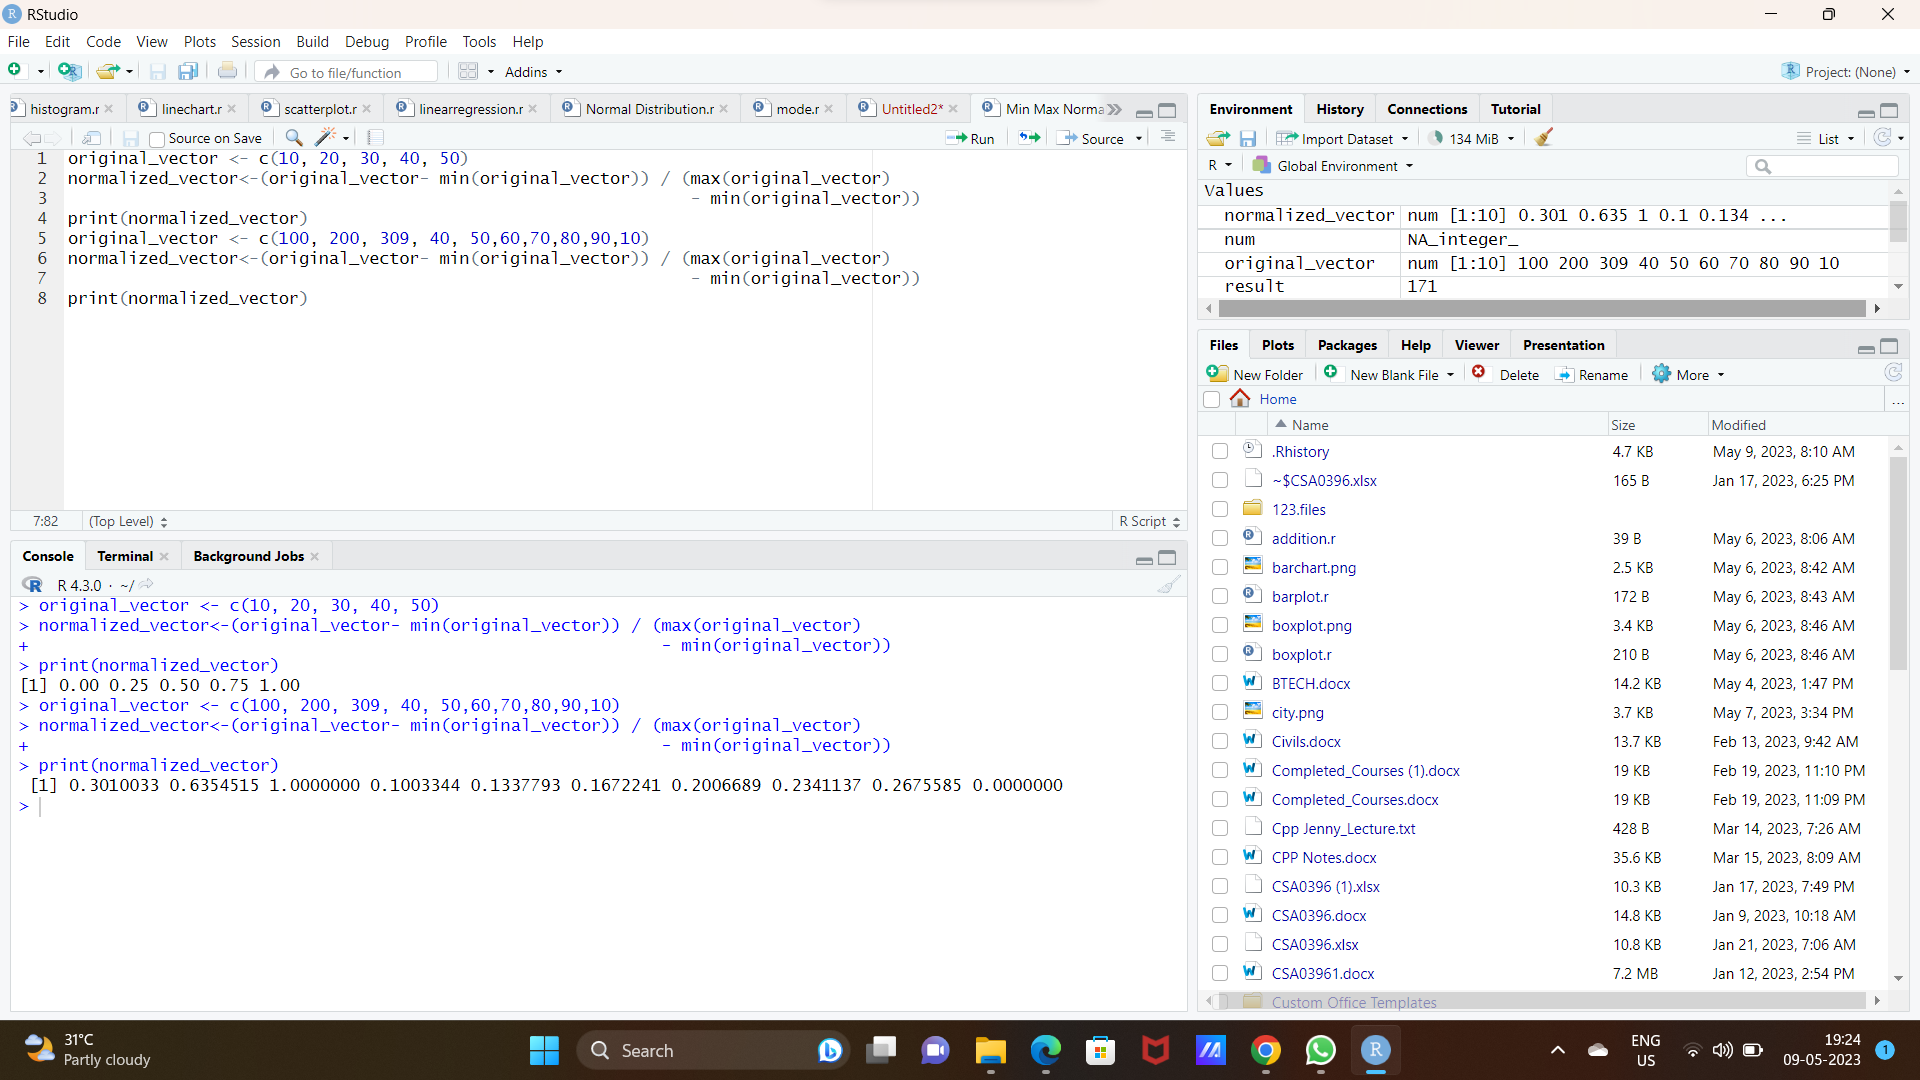 RStudio
File Edit Code View Plots Session Build Debug Profile Tools Help
Go to file/function Addins Project: (None)
histogram.r linechart.r scatterplot.r linearregression.r Normal Distribution.r mode.r Untitled2* Min Max Norma
Source on Save Run Source
1 original_vector <- c(10, 20, 30, 40, 50)
2 normalized_vector<-(original_vector- min(original_vector)) / (max(original_vector)
3 - min(original_vector))
4 print(normalized_vector)
5 original_vector <- c(100, 200, 309, 40, 50,60,70,80,90,10)
6 normalized_vector<-(original_vector- min(original_vector)) / (max(original_vector)
7 - min(original_vector))
8 print(normalized_vector)
7:82 (Top Level) R Script
Console Terminal Background Jobs
R 4.3.0 · ~/
> original_vector <- c(10, 20, 30, 40, 50)
> normalized_vector<-(original_vector- min(original_vector)) / (max(original_vector)
+ - min(original_vector))
> print(normalized_vector)
[1] 0.00 0.25 0.50 0.75 1.00
> original_vector <- c(100, 200, 309, 40, 50,60,70,80,90,10)
> normalized_vector<-(original_vector- min(original_vector)) / (max(original_vector)
+ - min(original_vector))
> print(normalized_vector)
[1] 0.3010033 0.6354515 1.0000000 0.1003344 0.1337793 0.1672241 0.2006689 0.2341137 0.2675585 0.0000000
>
Environment History Connections Tutorial
Import Dataset 134 MiB List
R Global Environment
Values
normalized_vector num [1:10] 0.301 0.635 1 0.1 0.134 ...
num NA_integer_
original_vector num [1:10] 100 200 309 40 50 60 70 80 90 10
result 171
Files Plots Packages Help Viewer Presentation
New Folder New Blank File Delete Rename More
Home ...
Name Size Modified
.Rhistory 4.7 KB May 9, 2023, 8:10 AM
~$CSA0396.xlsx 165 B Jan 17, 2023, 6:25 PM
123.files
addition.r 39 B May 6, 2023, 8:06 AM
barchart.png 2.5 KB May 6, 2023, 8:42 AM
barplot.r 172 B May 6, 2023, 8:43 AM
boxplot.png 3.4 KB May 6, 2023, 8:46 AM
boxplot.r 210 B May 6, 2023, 8:46 AM
BTECH.docx 14.2 KB May 4, 2023, 1:47 PM
city.png 3.7 KB May 7, 2023, 3:34 PM
Civils.docx 13.7 KB Feb 13, 2023, 9:42 AM
Completed_Courses (1).docx 19 KB Feb 19, 2023, 11:10 PM
Completed_Courses.docx 19 KB Feb 19, 2023, 11:09 PM
Cpp Jenny_Lecture.txt 428 B Mar 14, 2023, 7:26 AM
CPP Notes.docx 35.6 KB Mar 15, 2023, 8:09 AM
CSA0396 (1).xlsx 10.3 KB Jan 17, 2023, 7:49 PM
CSA0396.docx 14.8 KB Jan 9, 2023, 10:18 AM
CSA0396.xlsx 10.8 KB Jan 21, 2023, 7:06 AM
CSA03961.docx 7.2 MB Jan 12, 2023, 2:54 PM
Custom Office Templates
31°C
Partly cloudy
Search
ENG
US
19:24
09-05-2023
1